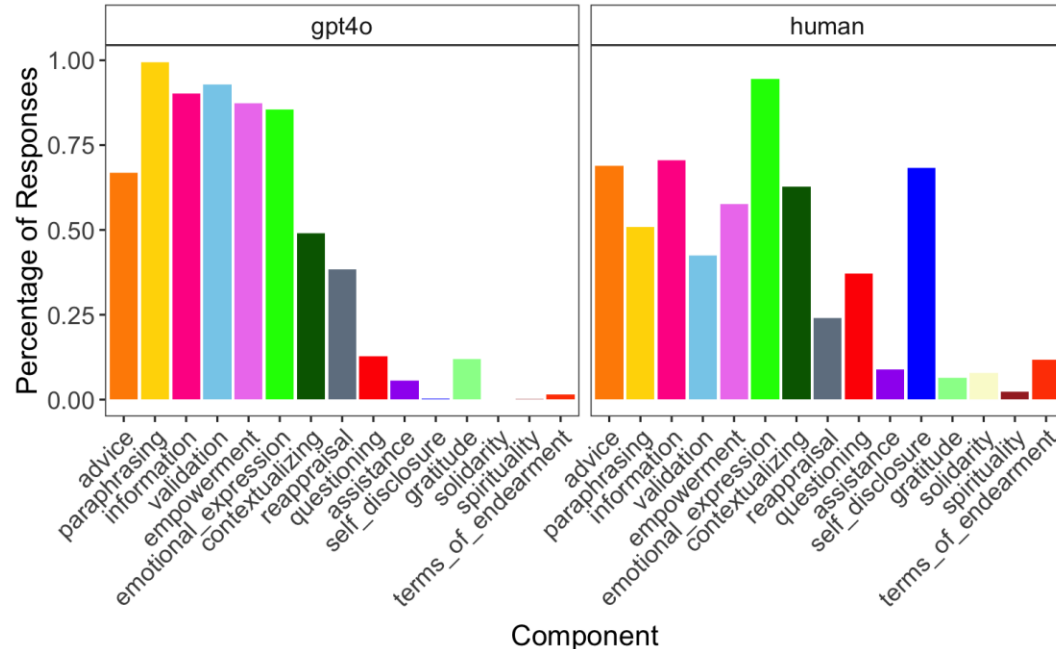 gpt4o
human
Percentage of Responses
1.00
0.75
0.50
0.25
0.00
advice
paraphrasing
information
validation
empowerment
emotional_expression
contextualizing
reappraisal
questioning
assistance
self_disclosure
gratitude
solidarity
spirituality
terms_of_endearment
advice
paraphrasing
information
validation
empowerment
emotional_expression
contextualizing
reappraisal
questioning
assistance
self_disclosure
gratitude
solidarity
spirituality
terms_of_endearment
Component